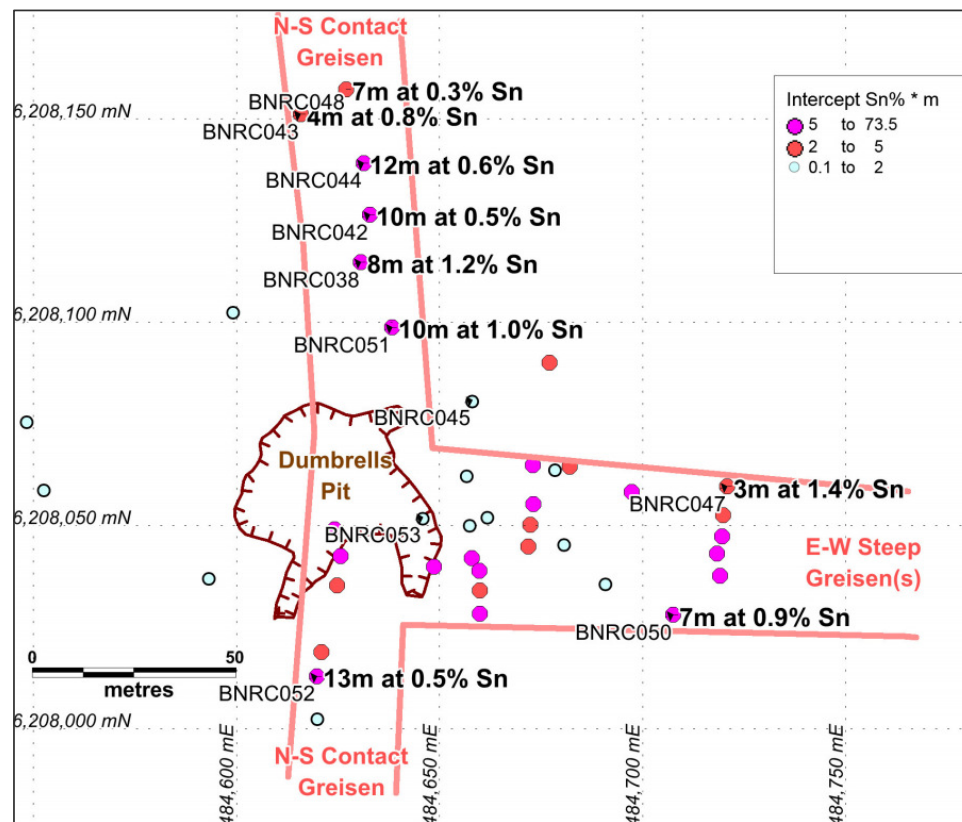 N-S Contact
Greisen
Intercept Sn% * m
5 to 73.5
2 to 5
0.1 to 2
BNRC048
7m at 0.3% Sn
6,208,150 mN
BNRC043
4m at 0.8% Sn
BNRC044
12m at 0.6% Sn
BNRC042
10m at 0.5% Sn
BNRC038
8m at 1.2% Sn
6,208,100 mN
BNRC051
10m at 1.0% Sn
BNRC045
Dumbrells
Pit
BNRC047
3m at 1.4% Sn
6,208,050 mN
BNRC053
E-W Steep
Greisen(s)
BNRC050
7m at 0.9% Sn
0 50
metres
BNRC052
13m at 0.5% Sn
6,208,000 mN
N-S Contact
Greisen
484,600 mE
484,650 mE
484,700 mE
484,750 mE